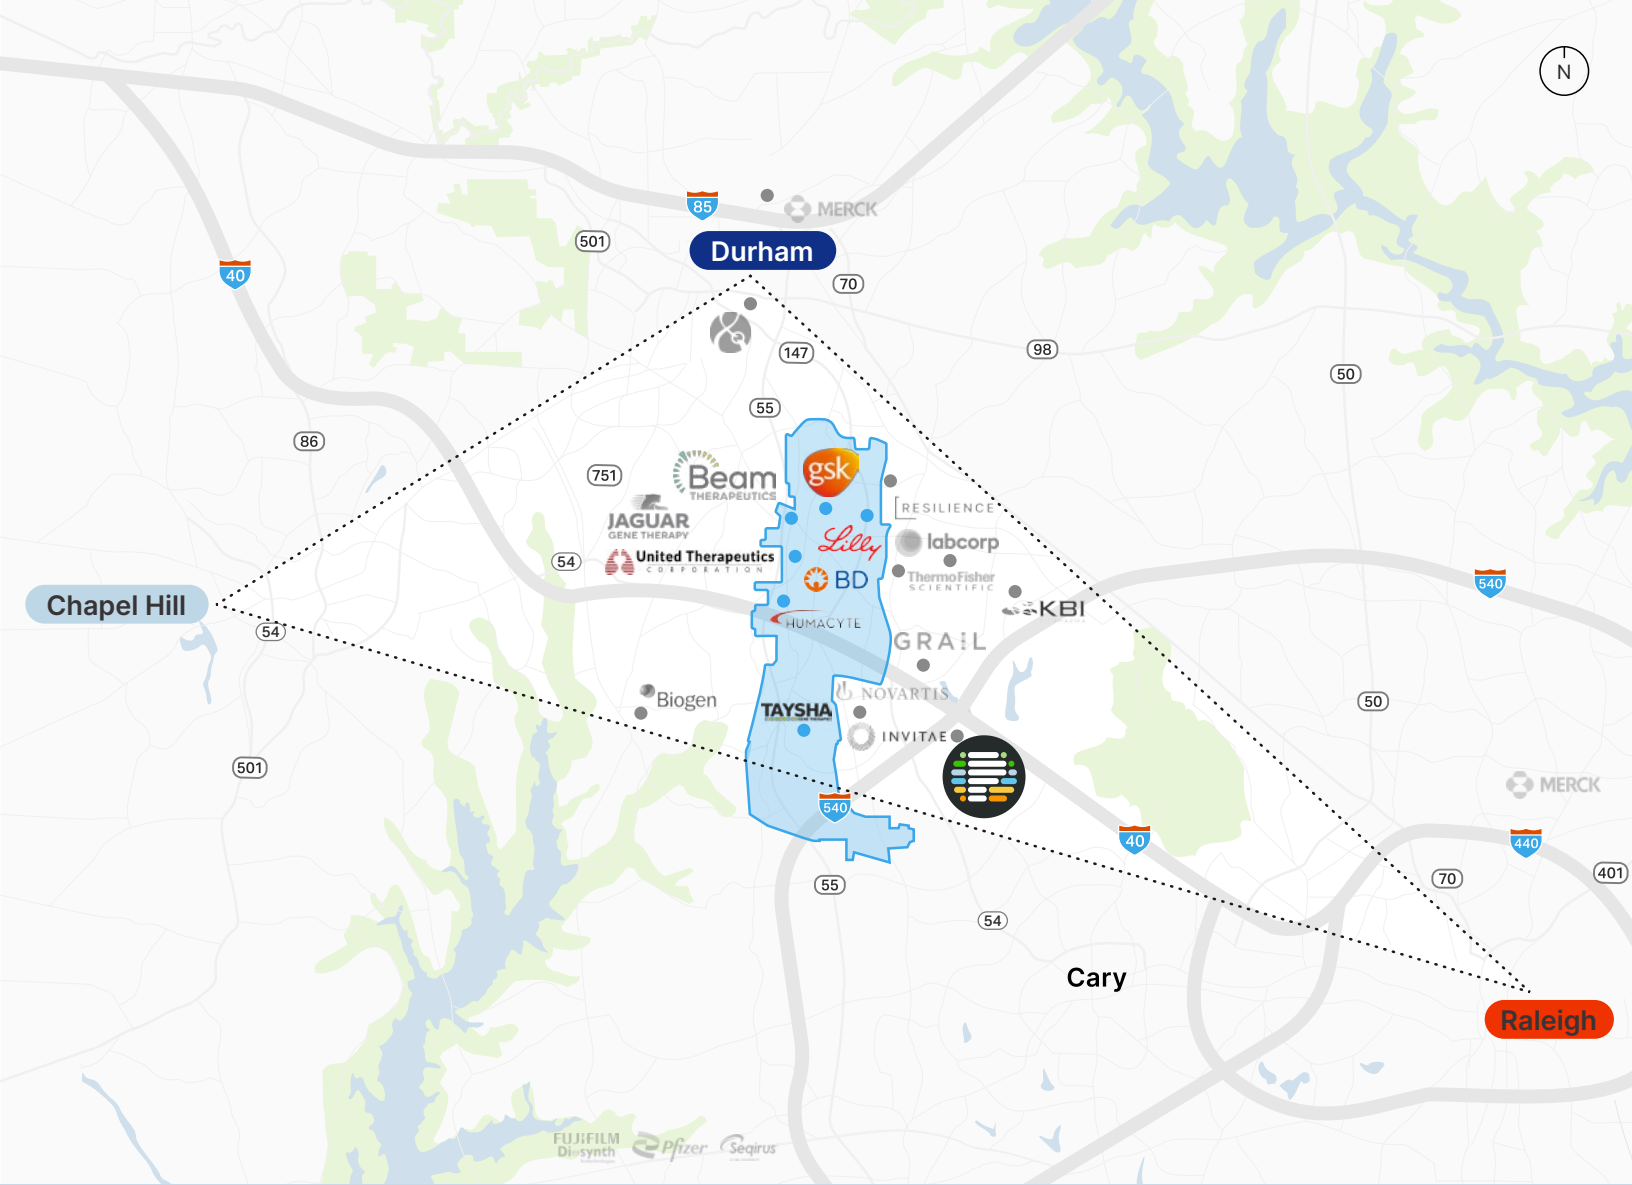 N
85
MERCK
Durham
501
40
70
147
98
50
55
86
751
Beam
THERAPEUTICS
gsk
JAGUAR
GENE THERAPY
RESILIENCE
54
United Therapeutics
CORPORATION
Lilly
labcorp
BD
ThermoFisher
SCIENTIFIC
540
Chapel Hill
54
HUMACYTE
KBI
GRAIL
Biogen
NOVARTIS
50
TAYSHA
INVITAE
501
MERCK
540
40
440
55
70
401
54
Cary
Raleigh
FUJIFILM
Diosynth
Pfizer
Seqirus